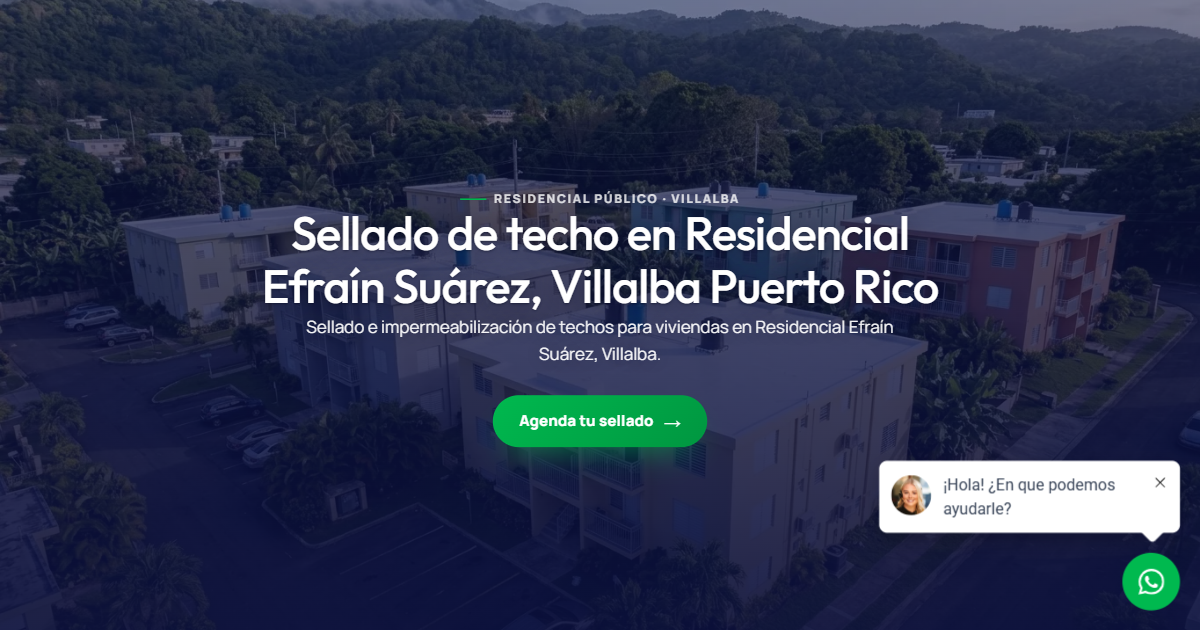 RESIDENCIAL PÚBLICO · VILLALBA
Sellado de techo en Residencial
Efraín Suárez, Villalba Puerto Rico
Sellado e impermeabilización de techos para viviendas en Residencial Efraín
Suárez, Villalba.
Agenda tu sellado →
¡Hola! ¿En que podemos
ayudarle?